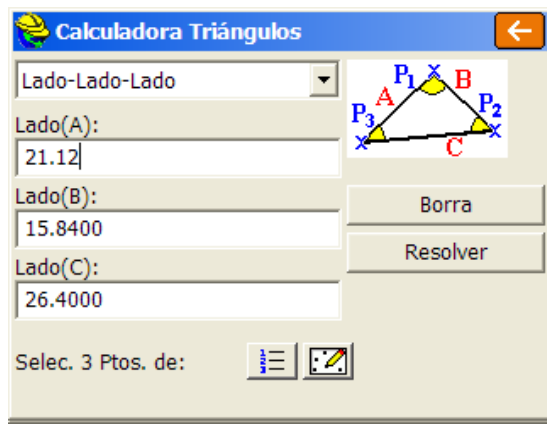 Calculadora Triángulos
Lado-Lado-Lado
P1 B
A P2
P3
C
Lado(A):
21.12
Lado(B):
15.8400
Borra
Resolver
Lado(C):
26.4000
Selec. 3 Ptos. de: